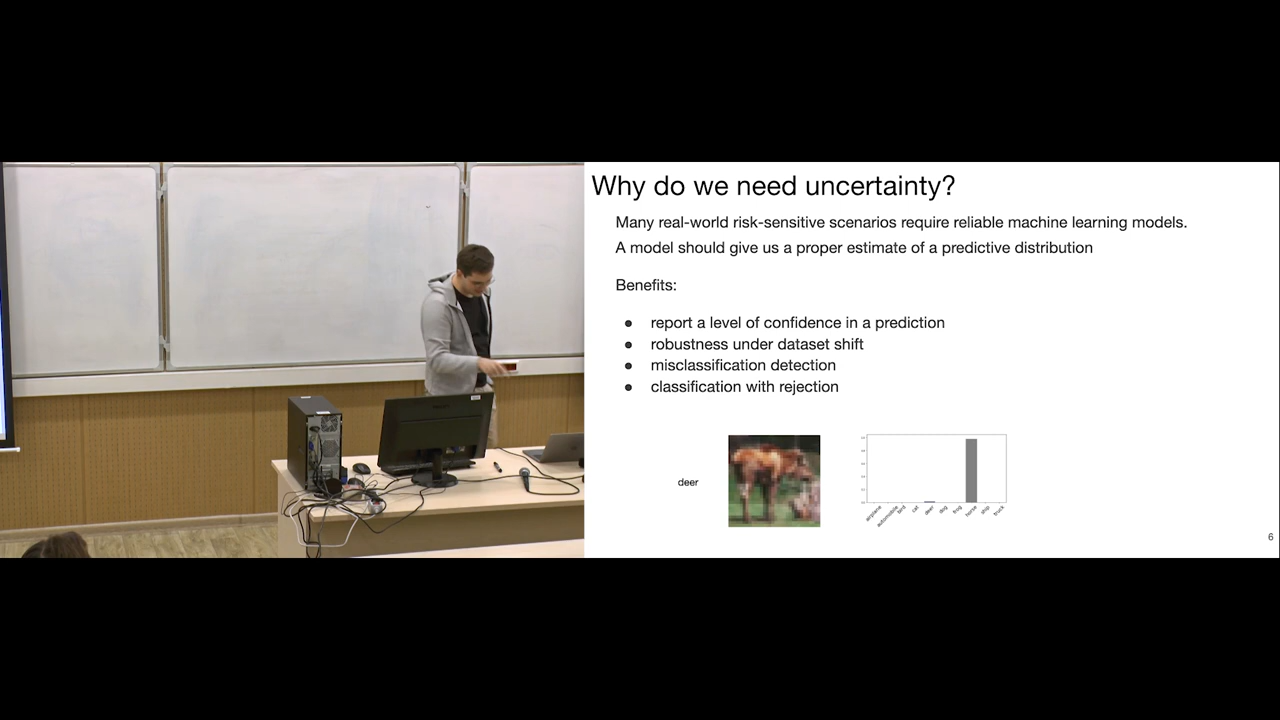 Why do we need uncertainty?
Many real-world risk-sensitive scenarios require reliable machine learning models.
A model should give us a proper estimate of a predictive distribution
Benefits:
● report a level of confidence in a prediction
● robustness under dataset shift
● misclassification detection
● classification with rejection
deer
airplane
automobile
bird
cat
deer
dog
frog
horse
ship
truck
6